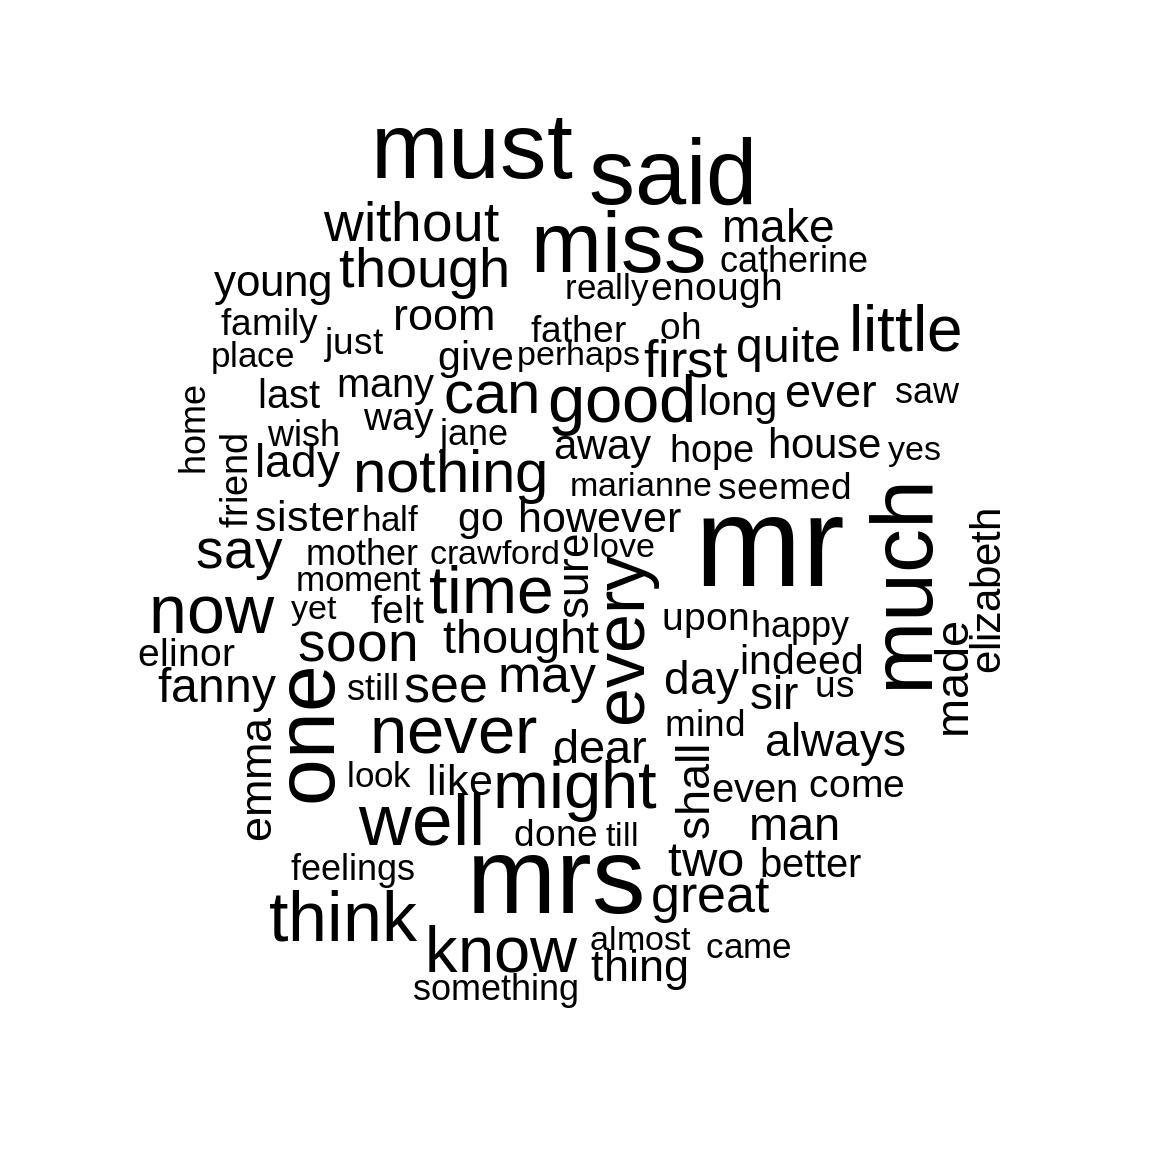 must
said
without
miss
make
though
catherine
young
really
enough
family
room
father
oh
little
place
just
give
perhaps
first
quite
home
last
many
can
good
long
ever
saw
wish
way
jane
away
hope
house
yes
friend
lady
nothing
marianne
seemed
sister
half
go
however
mr
much
elizabeth
say
mother
crawford
sure
love
moment
time
every
now
yet
felt
upon
happy
made
elinor
soon
thought
indeed
fanny
one
still
see
may
day
sir
us
emma
never
dear
mind
always
look
like
might
shall
even
come
well
done
till
man
feelings
mrs
two
better
think
great
know
almost
came
thing
something